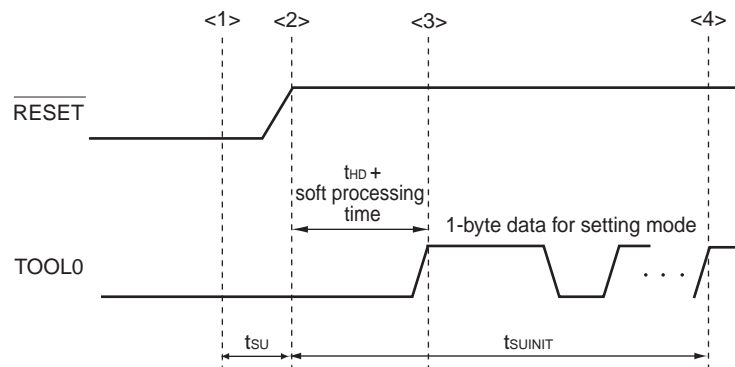 <1> <2> <3> <4>
RESET
tHD +
soft processing
time
1-byte data for setting mode
TOOL0
. . .
tSU tSUINIT